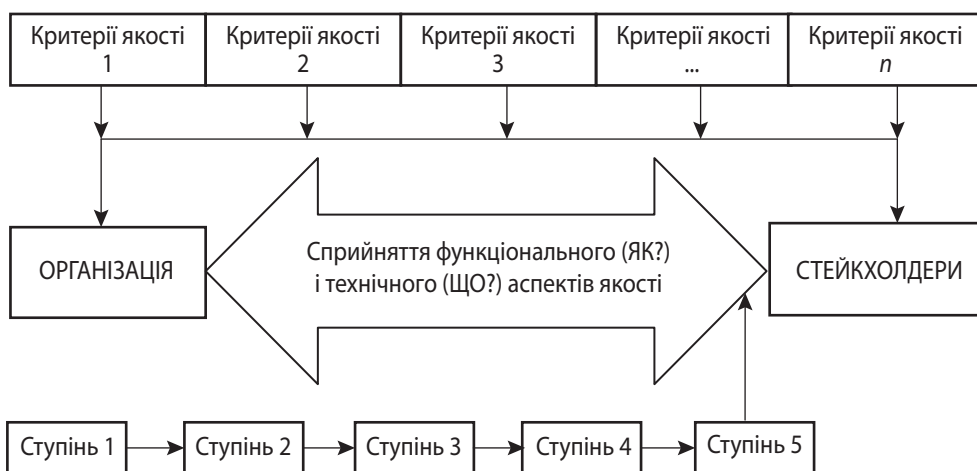 Критерії якості
1
Критерії якості
2
Критерії якості
3
Критерії якості
...
Критерії якості
n
ОРГАНІЗАЦІЯ
Сприйняття функціонального (ЯК?)
і технічного (ЩО?) аспектів якості
СТЕЙКХОЛДЕРИ
Ступінь 1
Ступінь 2
Ступінь 3
Ступінь 4
Ступінь 5